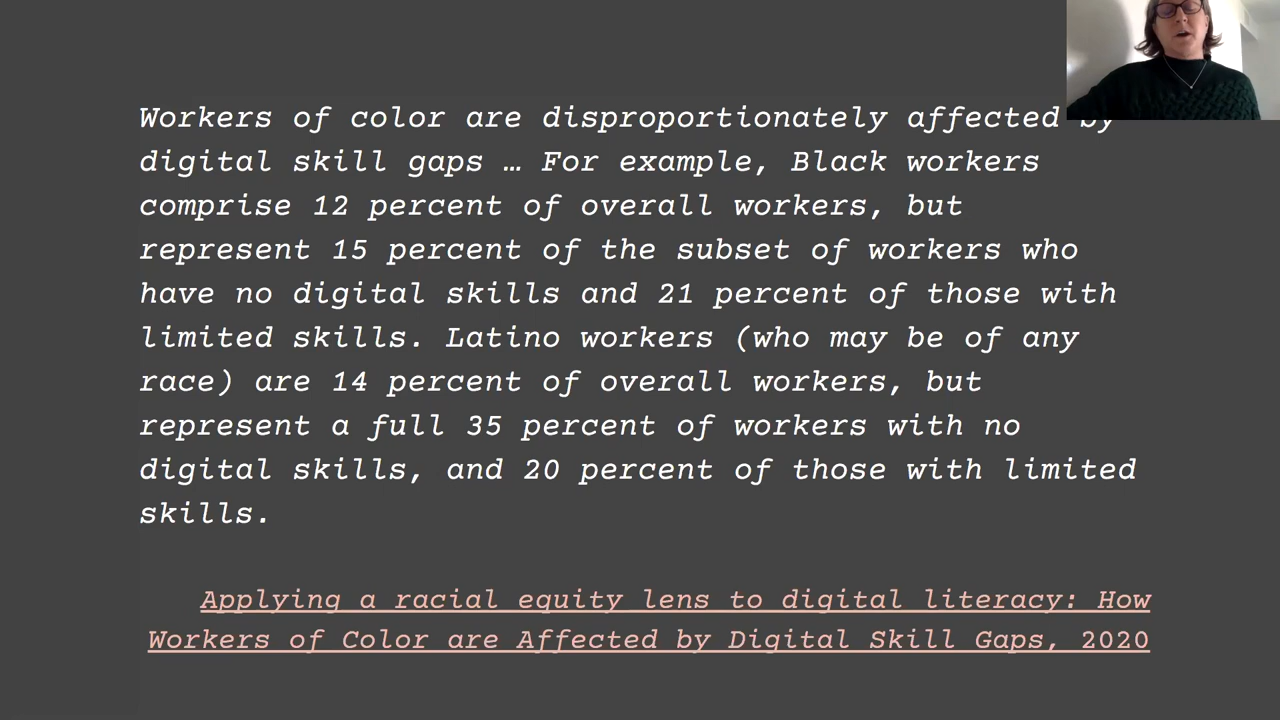 Workers of color are disproportionately affected by
digital skill gaps … For example, Black workers
comprise 12 percent of overall workers, but
represent 15 percent of the subset of workers who
have no digital skills and 21 percent of those with
limited skills. Latino workers (who may be of any
race) are 14 percent of overall workers, but
represent a full 35 percent of workers with no
digital skills, and 20 percent of those with limited
skills.
Applying a racial equity lens to digital literacy: How
Workers of Color are Affected by Digital Skill Gaps, 2020